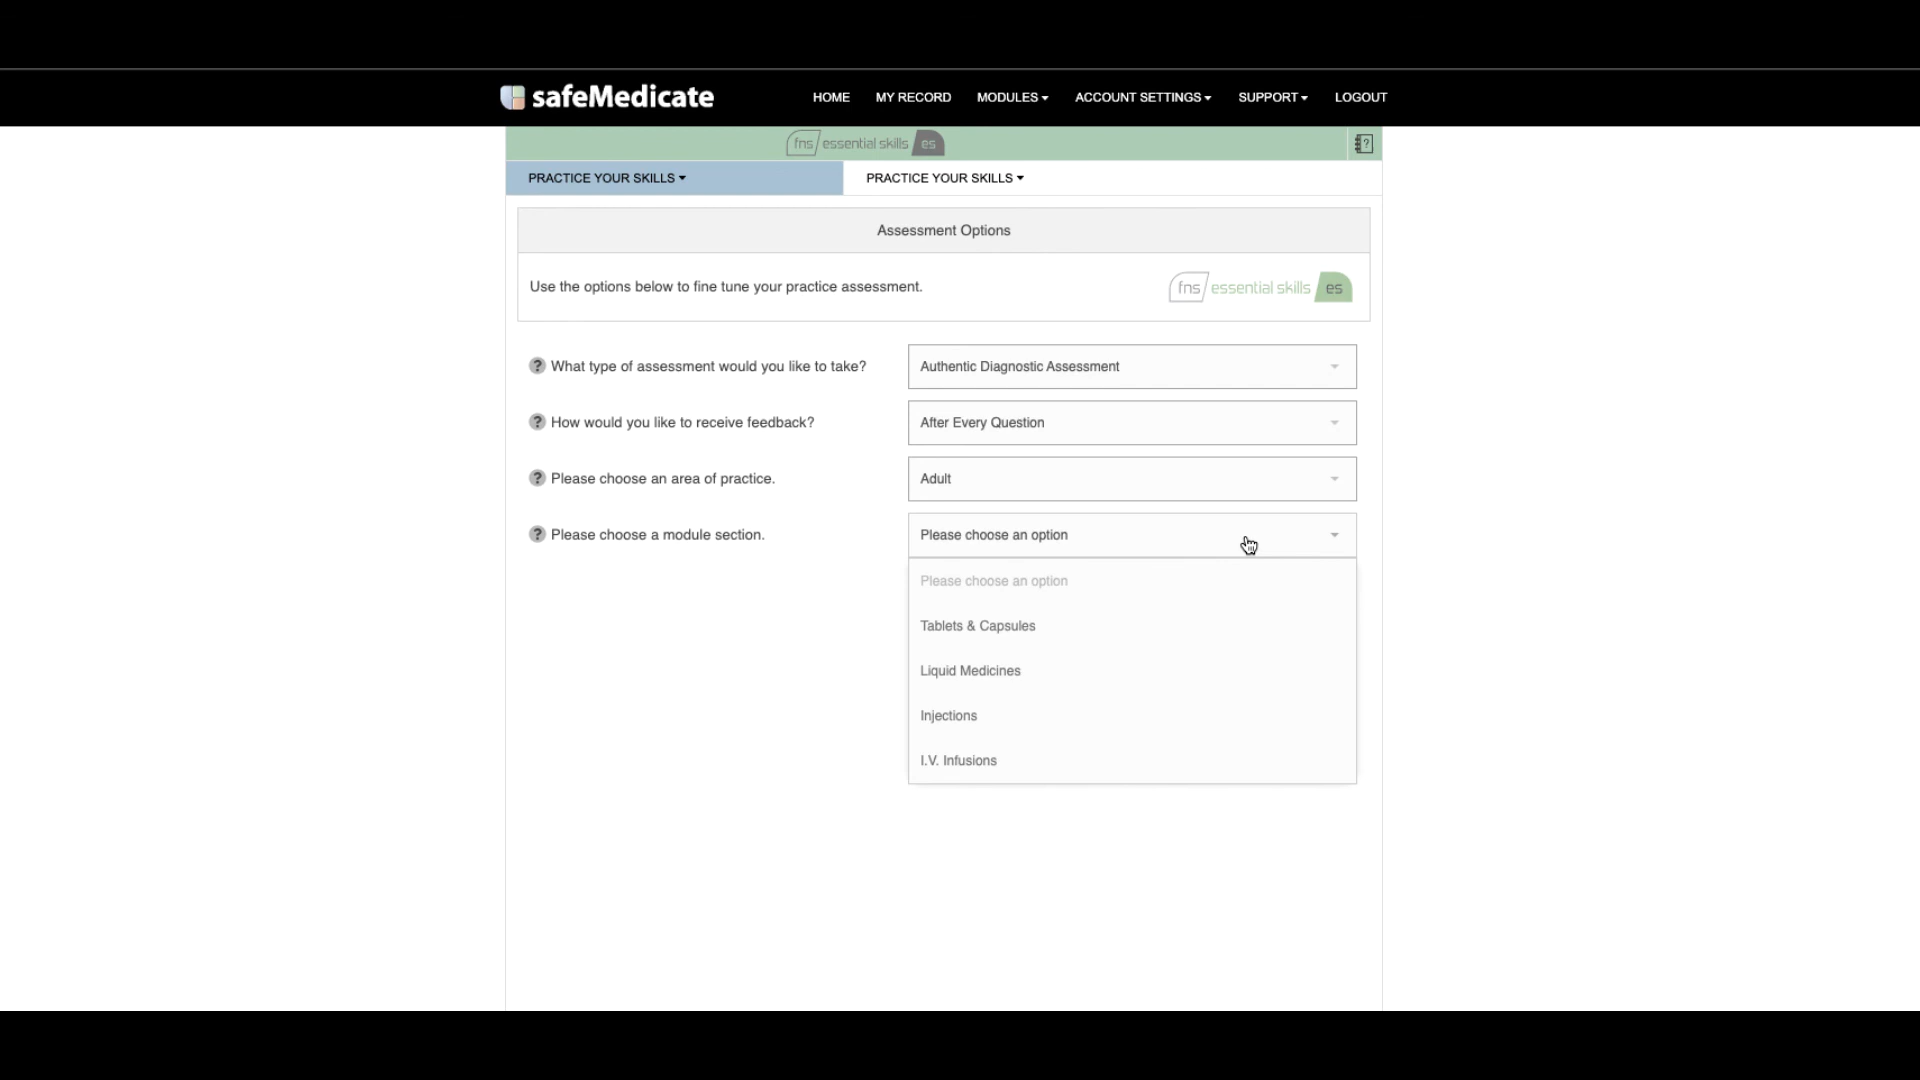 safeMedicate
HOME MY RECORD MODULES ACCOUNT SETTINGS SUPPORT LOGOUT
fns essential skills es
?
PRACTICE YOUR SKILLS PRACTICE YOUR SKILLS
Assessment Options
Use the options below to fine tune your practice assessment.
fns essential skills es
? What type of assessment would you like to take? Authentic Diagnostic Assessment
? How would you like to receive feedback? After Every Question
? Please choose an area of practice. Adult
? Please choose a module section. Please choose an option
Please choose an option
Tablets & Capsules
Liquid Medicines
Injections
I.V. Infusions